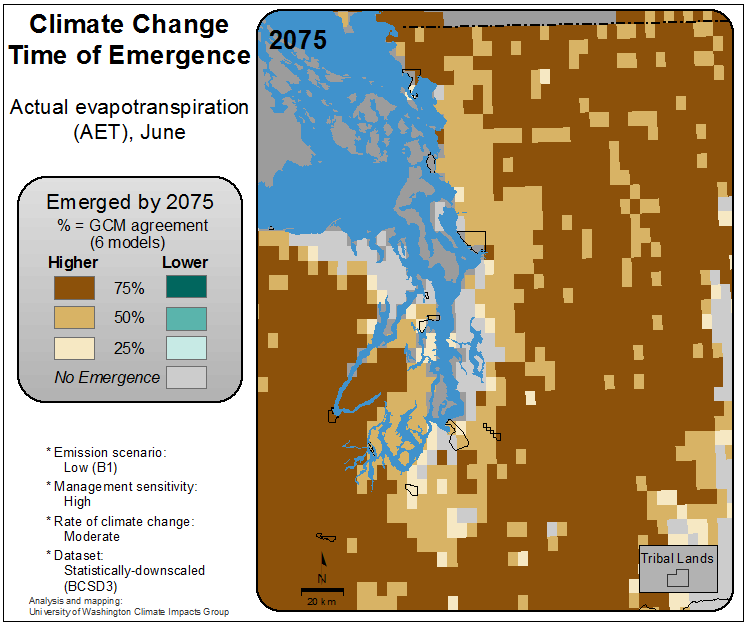 Climate Change
Time of Emergence
Actual evapotranspiration
(AET), June
Emerged by 2075
% = GCM agreement
(6 models)
Higher Lower
75%
50%
25%
No Emergence
* Emission scenario:
Low (B1)
* Management sensitivity:
High
* Rate of climate change:
Moderate
* Dataset:
Statistically-downscaled
(BCSD3)
Analysis and mapping:
University of Washington Climate Impacts Group
2075
N
20 km
Tribal Lands